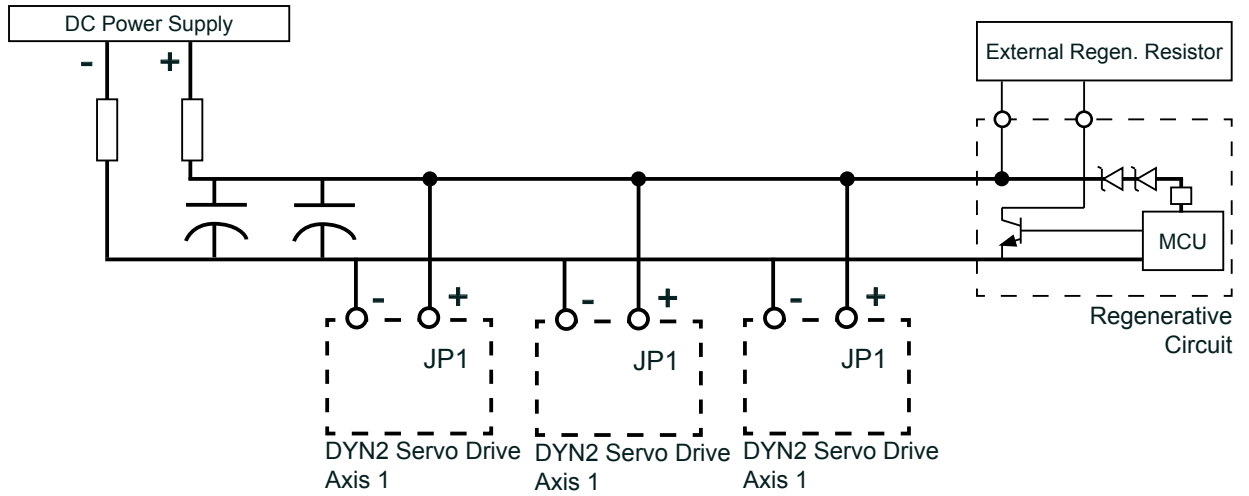 DC Power Supply
- +
External Regen. Resistor
MCU
Regenerative
Circuit
- +
JP1
DYN2 Servo Drive
Axis 1
- +
JP1
DYN2 Servo Drive
Axis 1
- +
JP1
DYN2 Servo Drive
Axis 1